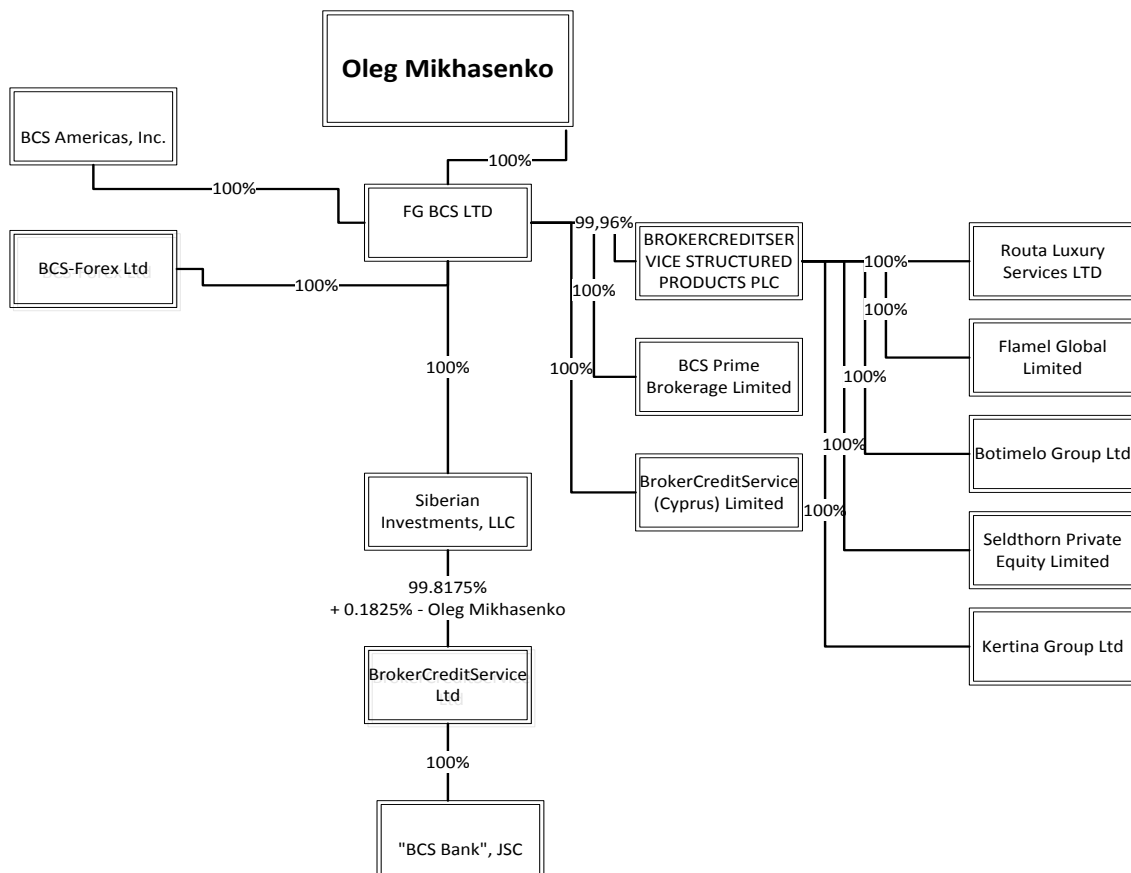 Oleg Mikhasenko
BCS Americas, Inc.
100%
100%
FG BCS LTD
99,96%
BROKERCREDITSER
VICE STRUCTURED
PRODUCTS PLC
100%
Routa Luxury
Services LTD
BCS-Forex Ltd
100%
100%
100%
Flamel Global
Limited
100%
100%
100%
BCS Prime
Brokerage Limited
Botimelo Group Ltd
100%
BrokerCreditService
(Cyprus) Limited
Siberian
Investments, LLC
100%
Seldthorn Private
Equity Limited
99.8175%
+ 0.1825% - Oleg Mikhasenko
Kertina Group Ltd
BrokerCreditService
Ltd
100%
"BCS Bank", JSC